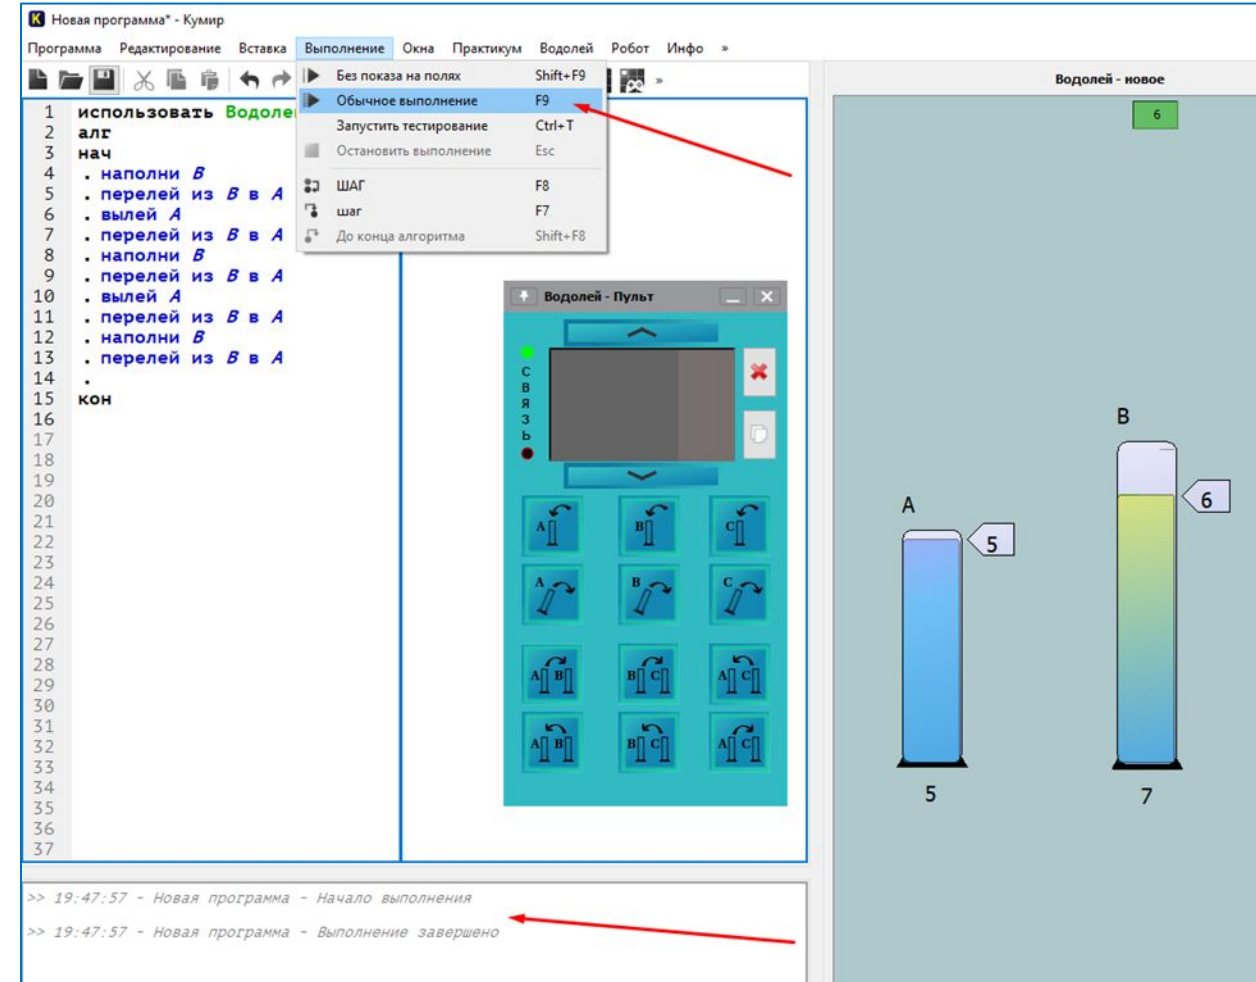 Новая программа* - Кумир
Программа Редактирование Вставка Выполнение Окна Практикум Водолей Робот Инфо »
Без показа на полях Shift+F9
Обычное выполнение F9
Запустить тестирование Ctrl+T
Остановить выполнение Esc
ШАГ F8
шаг F7
До конца алгоритма Shift+F8
»
1 использовать Водоле
2 алг
3 нач
4 . наполни B
5 . перелей из B в A
6 . вылей A
7 . перелей из B в A
8 . наполни B
9 . перелей из B в A
10 . вылей A
11 . перелей из B в A
12 . наполни B
13 . перелей из B в A
14 .
15 кон
16
17
18
19
20
21
22
23
24
25
26
27
28
29
30
31
32
33
34
35
36
37
Водолей - Пульт
СВЯЗЬ
A B C
A B C
A B B C A C
A B B C A C
Водолей - новое
6
B
6
A
5
5
7
>> 19:47:57 - Новая программа - Начало выполнения
>> 19:47:57 - Новая программа - Выполнение завершено